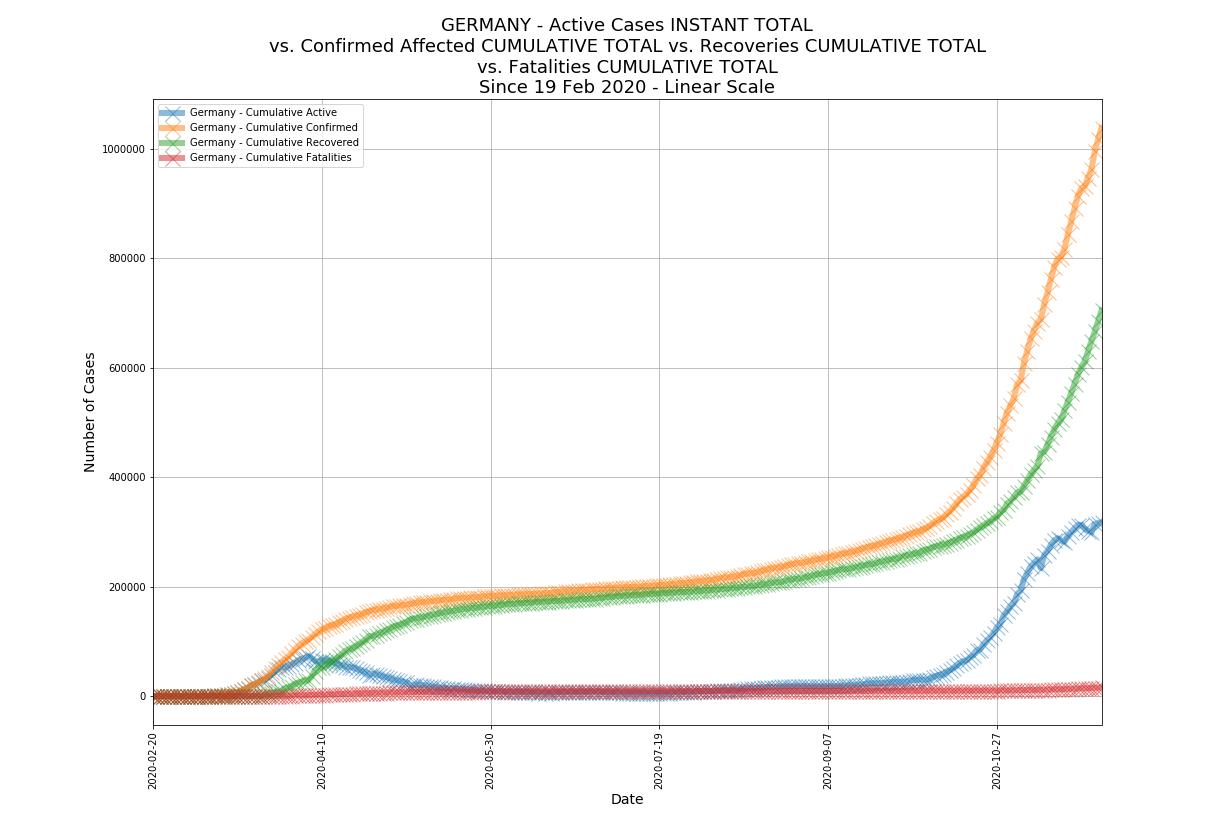 GERMANY - Active Cases INSTANT TOTAL
vs. Confirmed Affected CUMULATIVE TOTAL vs. Recoveries CUMULATIVE TOTAL
vs. Fatalities CUMULATIVE TOTAL
Since 19 Feb 2020 - Linear Scale
Germany - Cumulative Active
Germany - Cumulative Confirmed
Germany - Cumulative Recovered
Germany - Cumulative Fatalities
1000000
800000
600000
400000
200000
0
Number of Cases
2020-02-20
2020-04-10
2020-05-30
2020-07-19
2020-09-07
2020-10-27
Date